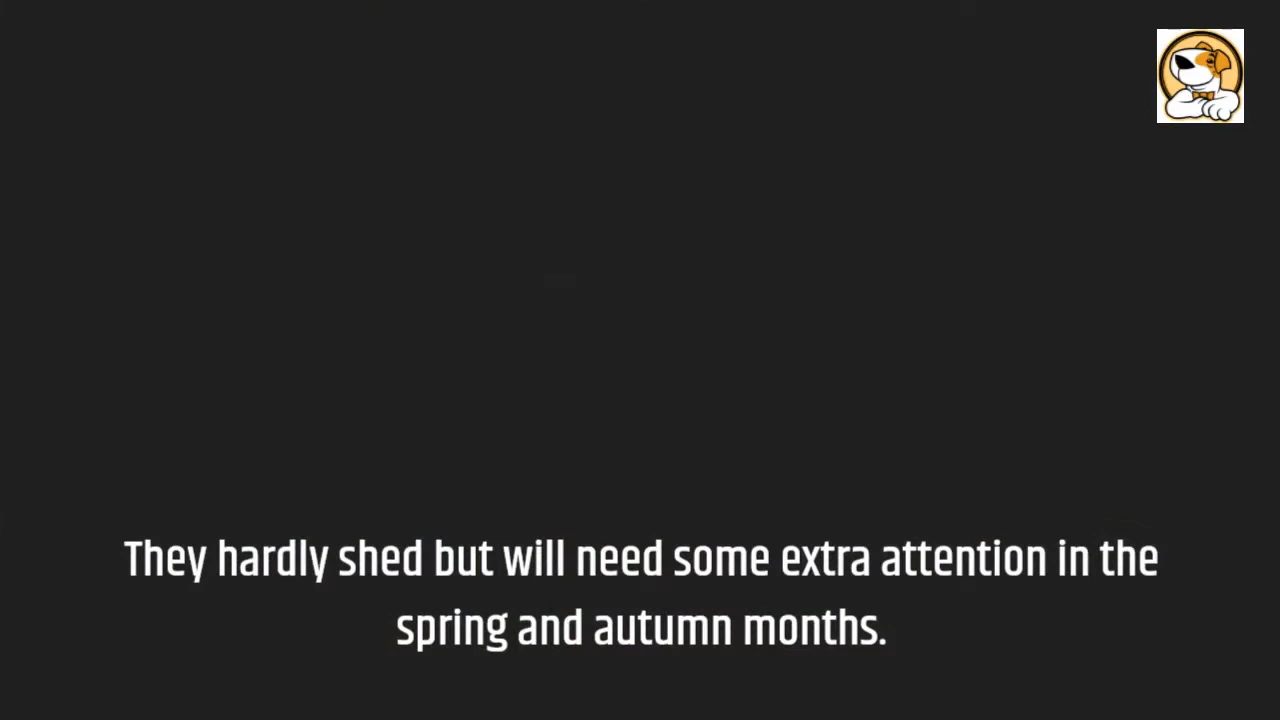 They hardly shed but will need some extra attention in the
spring and autumn months.